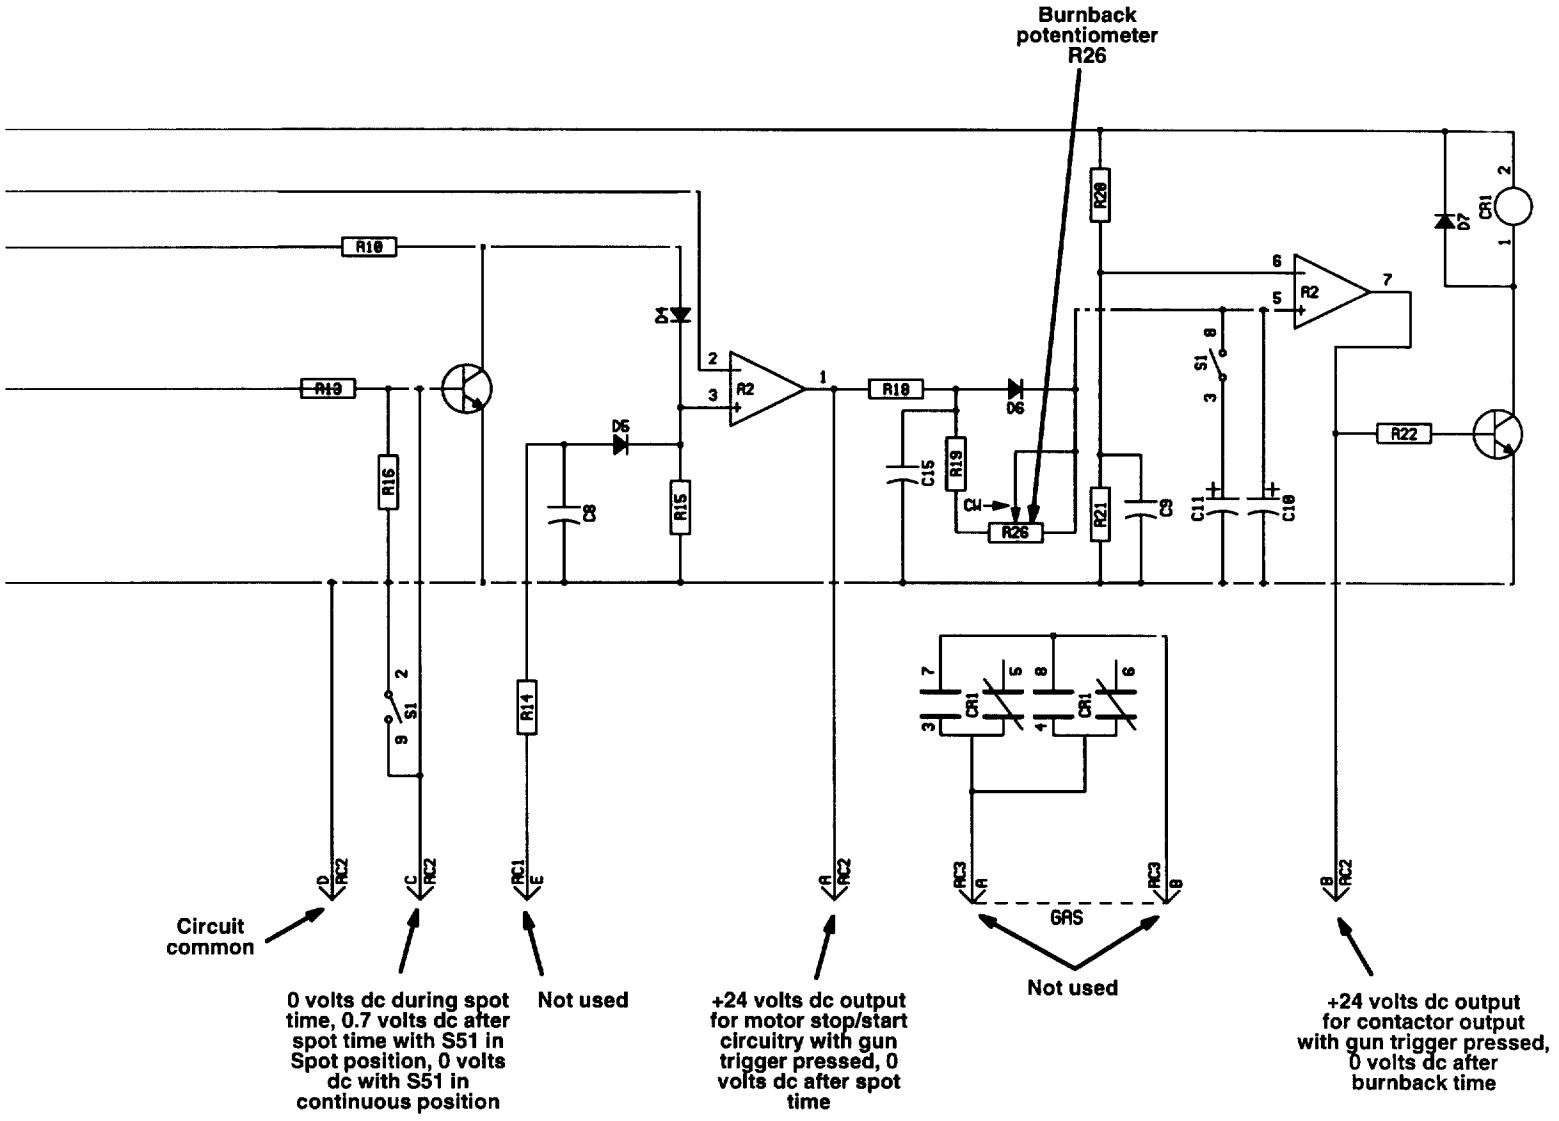 Burnback
potentiometer
R26
R20
2
CR1
1
D7
R10
D4
6
5
R2
7
8
S1
3
R13
2
3
R2
1
R18
D6
D5
R16
C8
R15
C15
R19
CW
R26
R21
C9
C11
C10
R22
2
S1
9
R14
7
5
8
6
CR1
CR1
3
4
D
RC2
C
RC2
RC1
E
A
RC2
RC3
A
RC3
B
B
RC2
GAS
Circuit
common
0 volts dc during spot
time, 0.7 volts dc after
spot time with S51 in
Spot position, 0 volts
dc with S51 in
continuous position
Not used
+24 volts dc output
for motor stop/start
circuitry with gun
trigger pressed, 0
volts dc after spot
time
Not used
+24 volts dc output
for contactor output
with gun trigger pressed,
0 volts dc after
burnback time